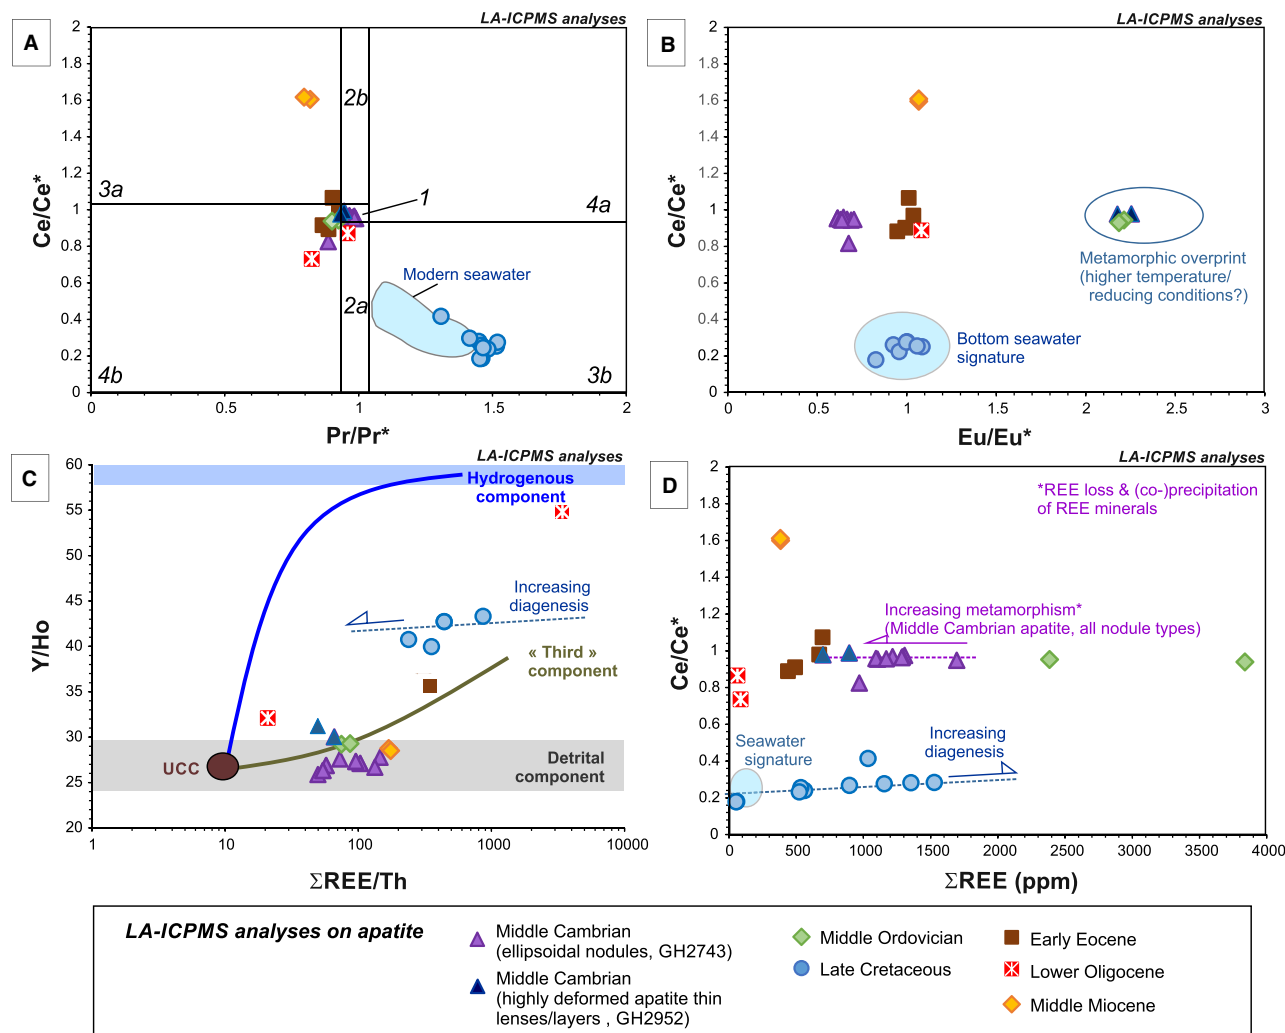 A
LA-ICPMS analyses
2
1.8
1.6
1.4
1.2
1
0.8
0.6
0.4
0.2
0
Ce/Ce*
2b
3a
1
4a
Modern seawater
2a
4b
3b
0
0.5
1
1.5
2
Pr/Pr*
B
LA-ICPMS analyses
2
1.8
1.6
1.4
1.2
1
0.8
0.6
0.4
0.2
0
Ce/Ce*
Metamorphic overprint
(higher temperature/
reducing conditions?)
Bottom seawater
signature
0
0.5
1
1.5
2
2.5
3
Eu/Eu*
C
LA-ICPMS analyses
60
55
50
45
40
35
30
25
20
Y/Ho
Hydrogenous
component
Increasing
diagenesis
« Third »
component
UCC
Detrital
component
1
10
100
1000
10000
ΣREE/Th
D
LA-ICPMS analyses
2
1.8
1.6
1.4
1.2
1
0.8
0.6
0.4
0.2
0
Ce/Ce*
*REE loss & (co-)precipitation
of REE minerals
Increasing metamorphism*
(Middle Cambrian apatite, all nodule types)
Seawater
signature
Increasing
diagenesis
0
500
1000
1500
2000
2500
3000
3500
4000
ΣREE (ppm)
LA-ICPMS analyses on apatite
Middle Cambrian
(ellipsoidal nodules, GH2743)
Middle Cambrian
(highly deformed apatite thin
lenses/layers , GH2952)
Middle Ordovician
Late Cretaceous
Early Eocene
Lower Oligocene
Middle Miocene